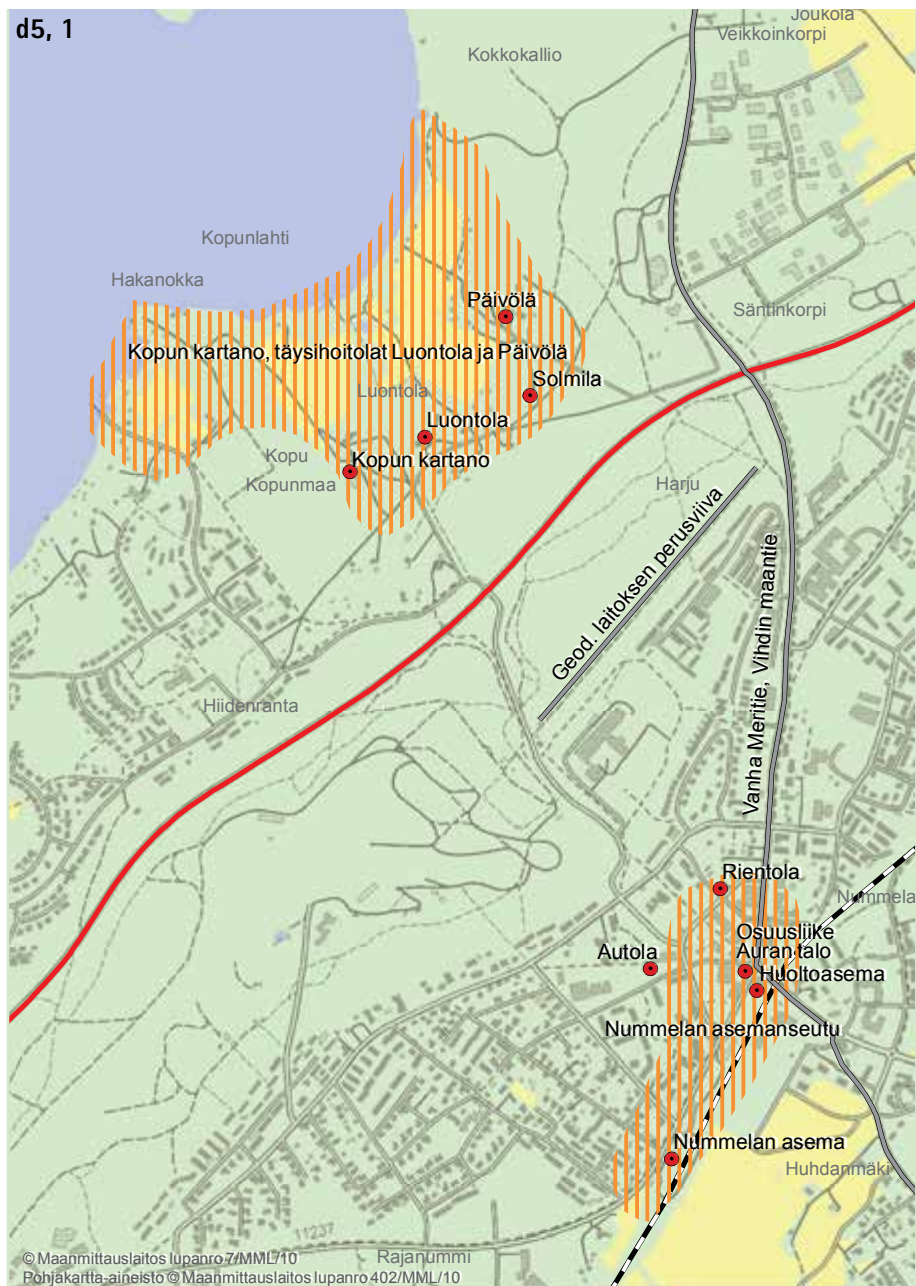 d5, 1
Joukola
Veikkoinkorpi
Kokkokallio
Kopunlahti
Hakanokka
Säntinkorpi
Päivölä
Kopun kartano, täysihoitolat Luontola ja Päivölä
Luontola
Solmila
Luontola
Kopu
Kopun kartano
Kopunmaa
Harju
Geod. laitoksen perusviiva
Vanha Meritie, Vihdin maantie
Hiidenranta
Rientola
Nummela
Osuusliike
Auran talo
Autola
Huoltoasema
Nummelan asemanseutu
Nummelan asema
Huhdanmäki
11237
Rajanummi
© Maanmittauslaitos lupanro 7/MML/10
Pohjakartta-aineisto © Maanmittauslaitos lupanro 402/MML/10